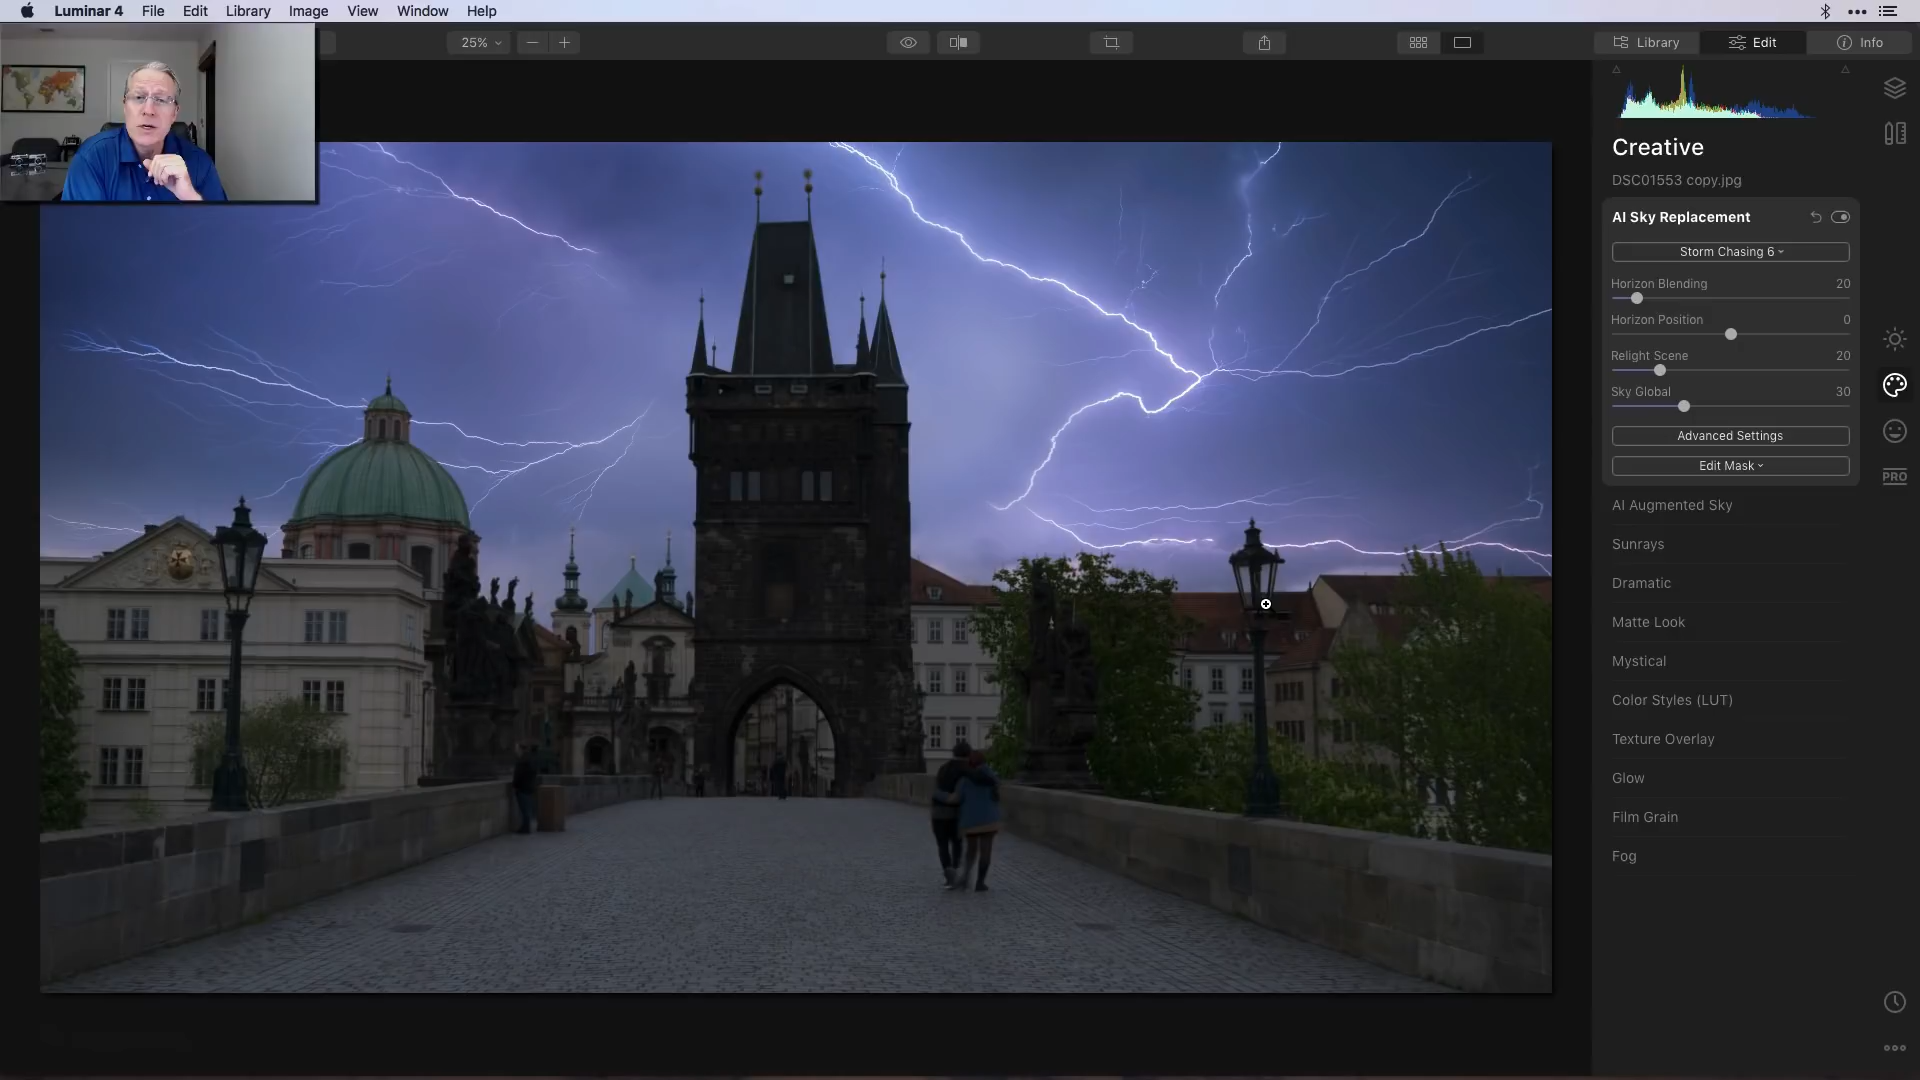 Luminar 4 File Edit Library Image View Window Help
25%
Library Edit Info
Creative
DSC01553 copy.jpg
AI Sky Replacement
Storm Chasing 6
Horizon Blending 20
Horizon Position 0
Relight Scene 20
Sky Global 30
Advanced Settings
Edit Mask
AI Augmented Sky
Sunrays
Dramatic
Matte Look
Mystical
Color Styles (LUT)
Texture Overlay
Glow
Film Grain
Fog
PRO